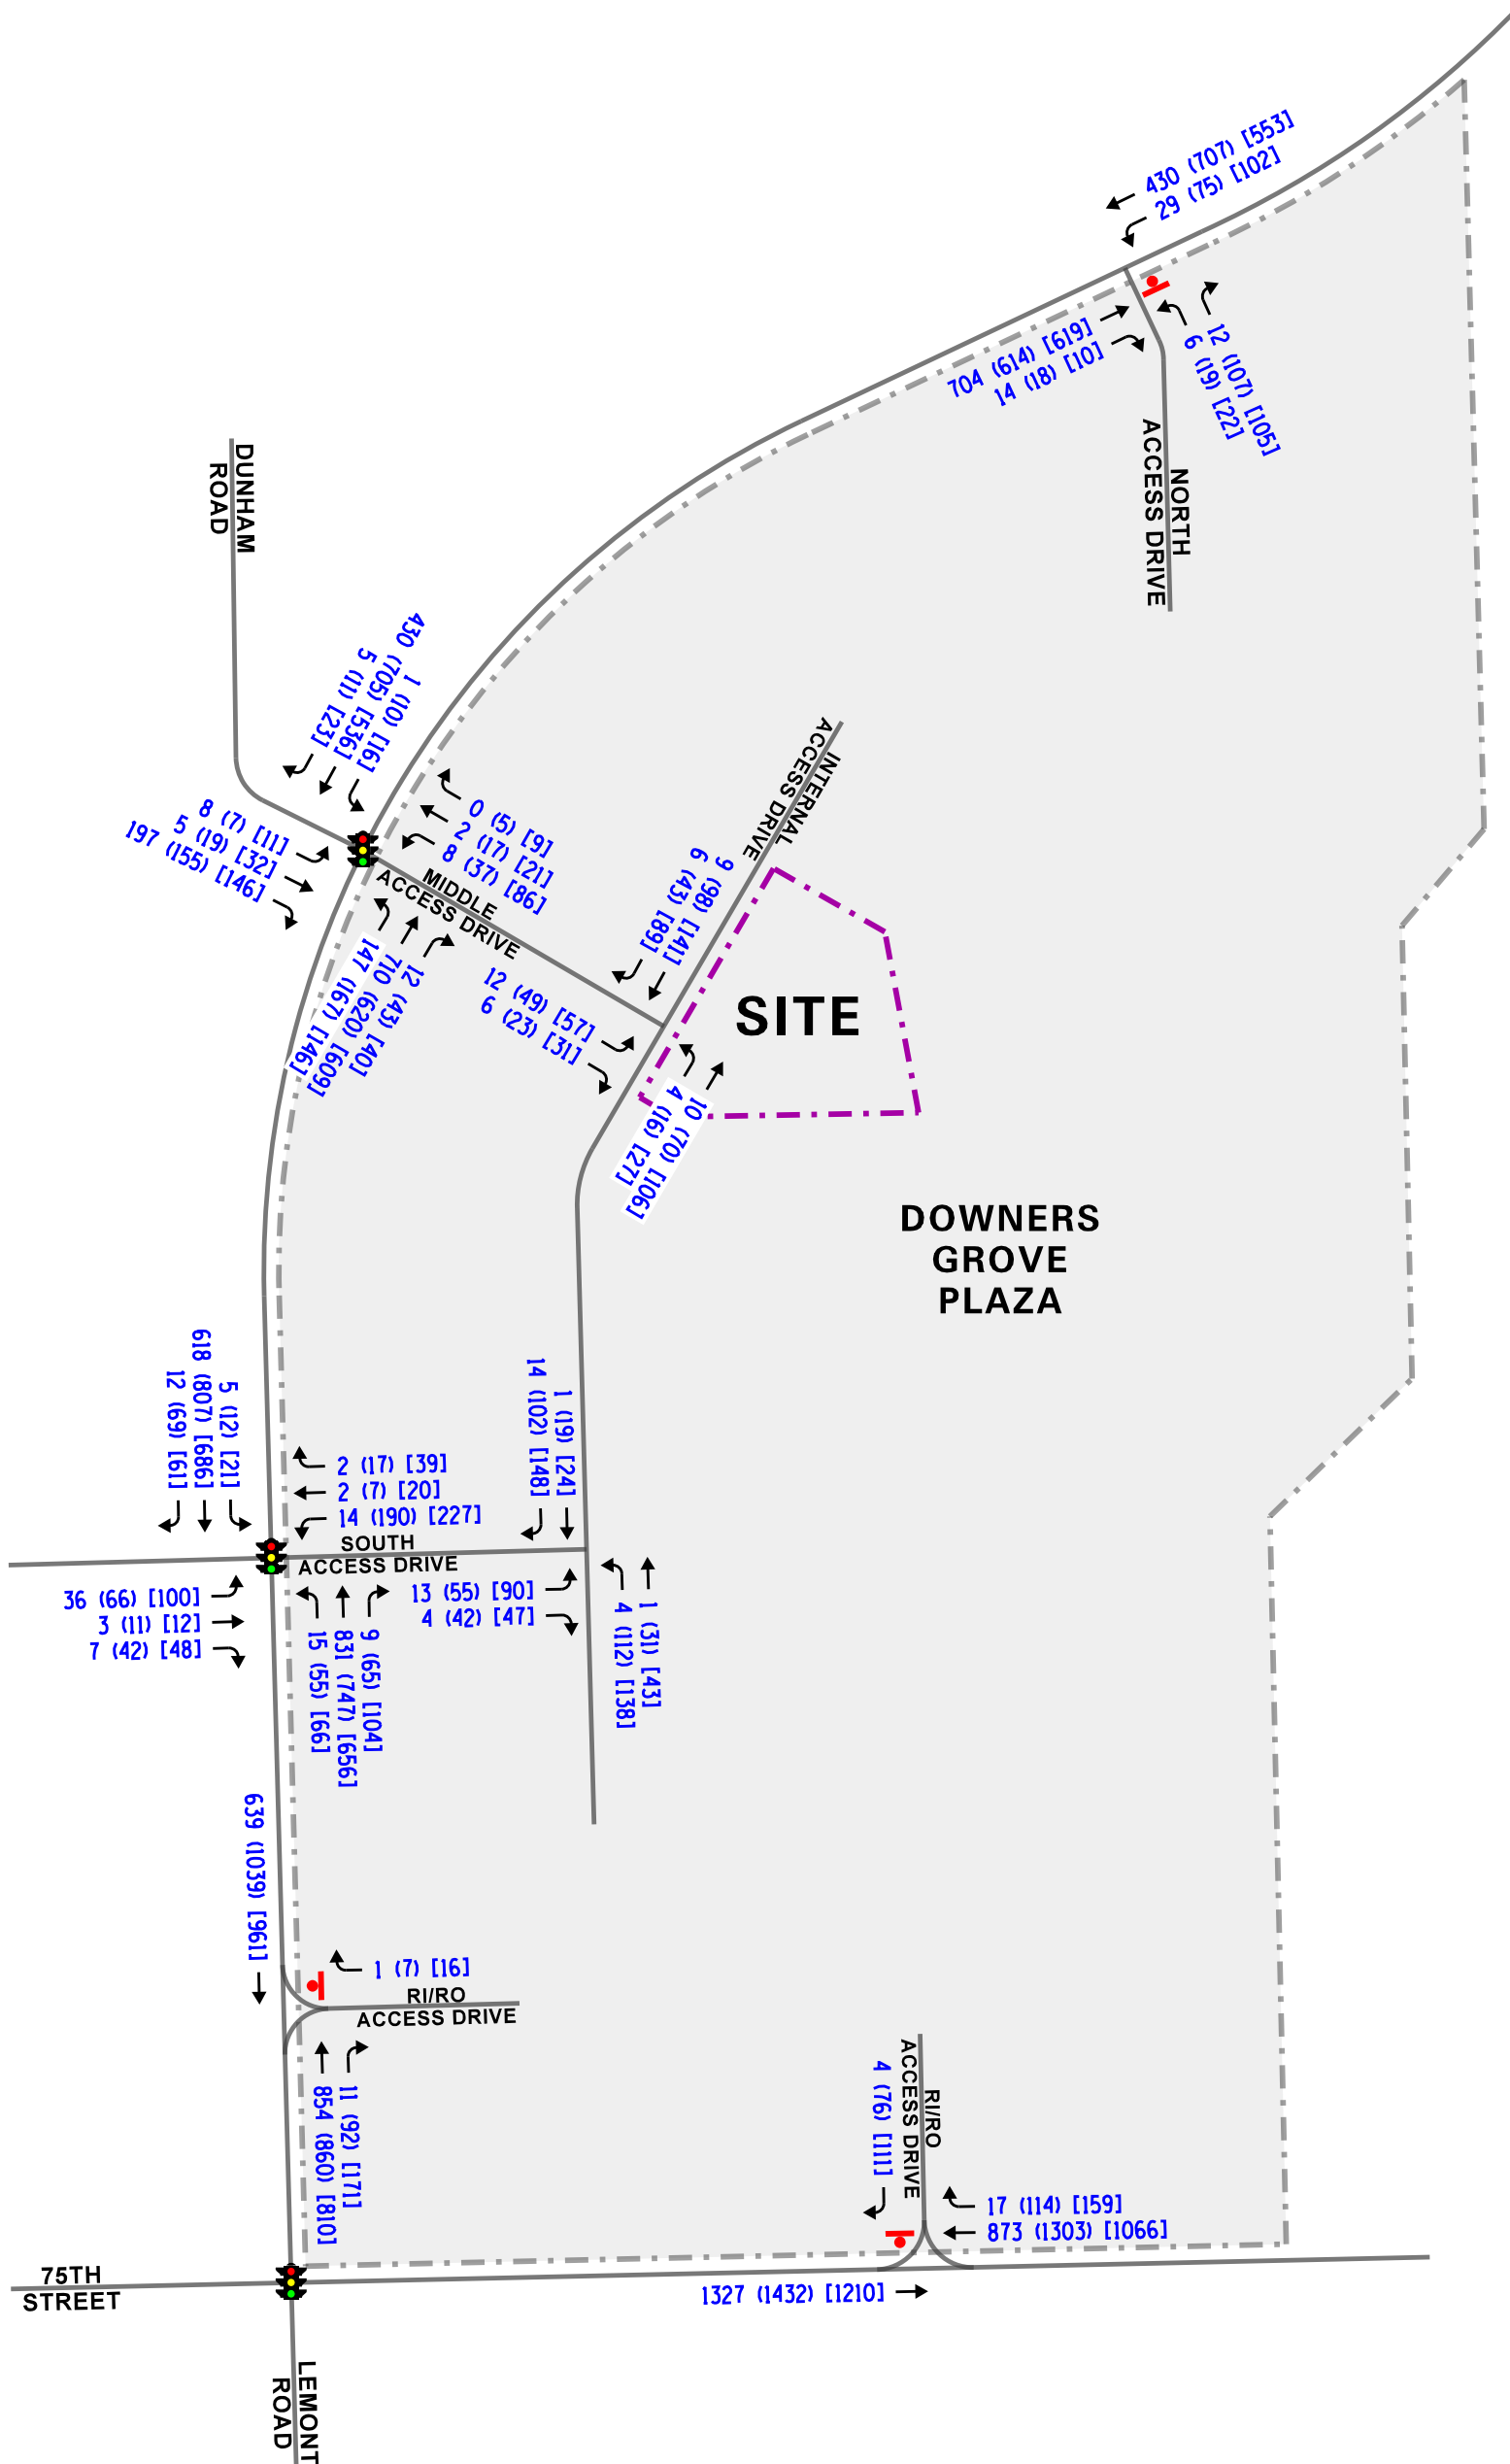 430 (707) [553]
29 (75) [102]
704 (614) [619]
14 (18) [10]
12 (107) [105]
6 (19) [22]
NORTH
ACCESS DRIVE
DUNHAM
ROAD
1 (10) [16]
430 (705) [536]
5 (11) [23]
0 (5) [9]
2 (17) [21]
8 (37) [86]
8 (7) [11]
5 (19) [32]
197 (155) [146]
MIDDLE
ACCESS DRIVE
147 (167) [146]
710 (620) [609]
12 (43) [40]
INTERNAL
ACCESS DRIVE
9 (98) [141]
6 (43) [89]
12 (49) [57]
6 (23) [31]
10 (70) [106]
4 (16) [27]
SITE
DOWNERS
GROVE
PLAZA
5 (12) [21]
618 (807) [686]
12 (69) [61]
2 (17) [39]
2 (7) [20]
14 (190) [227]
SOUTH
ACCESS DRIVE
36 (66) [100]
3 (11) [12]
7 (42) [48]
9 (65) [104]
831 (747) [656]
15 (55) [66]
1 (19) [24]
14 (102) [148]
13 (55) [90]
4 (42) [47]
1 (31) [43]
4 (112) [138]
639 (1039) [961]
1 (7) [16]
RI/RO
ACCESS DRIVE
11 (92) [171]
854 (860) [810]
RI/RO
ACCESS DRIVE
4 (76) [111]
17 (114) [159]
873 (1303) [1066]
1327 (1432) [1210]
75TH
STREET
LEMONT
ROAD